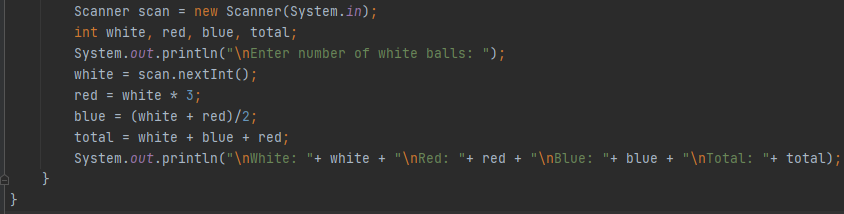 Scanner scan = new Scanner(System.in);
int white, red, blue, total;
System.out.println("\nEnter number of white balls: ");
white = scan.nextInt();
red = white * 3;
blue = (white + red)/2;
total = white + blue + red;
System.out.println("\nWhite: "+ white + "\nRed: "+ red + "\nBlue: "+ blue + "\nTotal: "+ total);
}
}